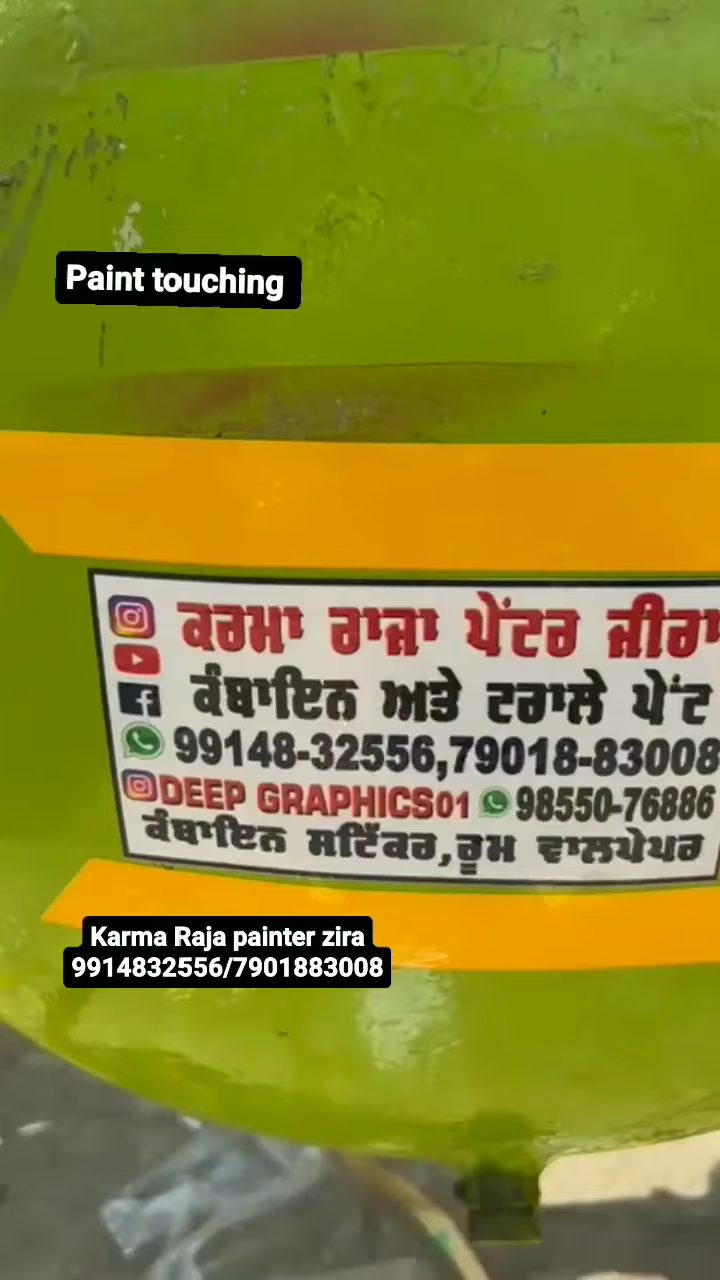 Paint touching
ਕਰਮਾ ਰਾਜਾ ਪੇਂਟਰ ਜੀਰਾ
ਕੰਬਾਇਨ ਅਤੇ ਟਰਾਲੇ ਪੇਂਟ
99148-32556,79018-83008
DEEP GRAPHICS01 98550-76886
ਕੰਬਾਇਨ ਸਟਿੱਕਰ,ਰੂਮ ਵਾਲਪੇਪਰ
Karma Raja painter zira
9914832556/7901883008